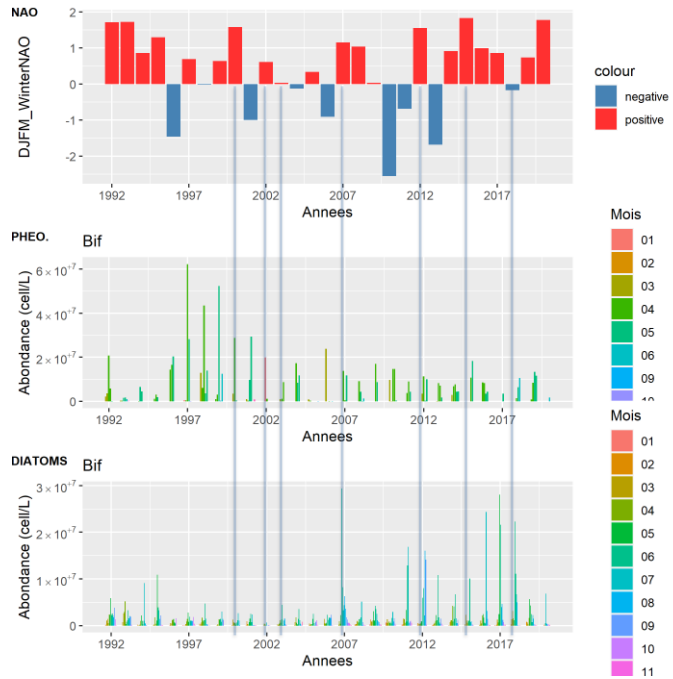 NAO
DJFM_WinterNAO
2
1
0
-1
-2
1992 1997 2002 2007 2012 2017
Annees
colour
negative
positive
PHEO.
Bif
Abondance (cell/L)
6 × 10^-7
4 × 10^-7
2 × 10^-7
0
1992 1997 2002 2007 2012 2017
Annees
Mois
01
02
03
04
05
06
09
DIATOMS
Bif
Abondance (cell/L)
3 × 10^-7
2 × 10^-7
1 × 10^-7
0
1992 1997 2002 2007 2012 2017
Annees
Mois
01
02
03
04
05
06
07
08
09
10
11